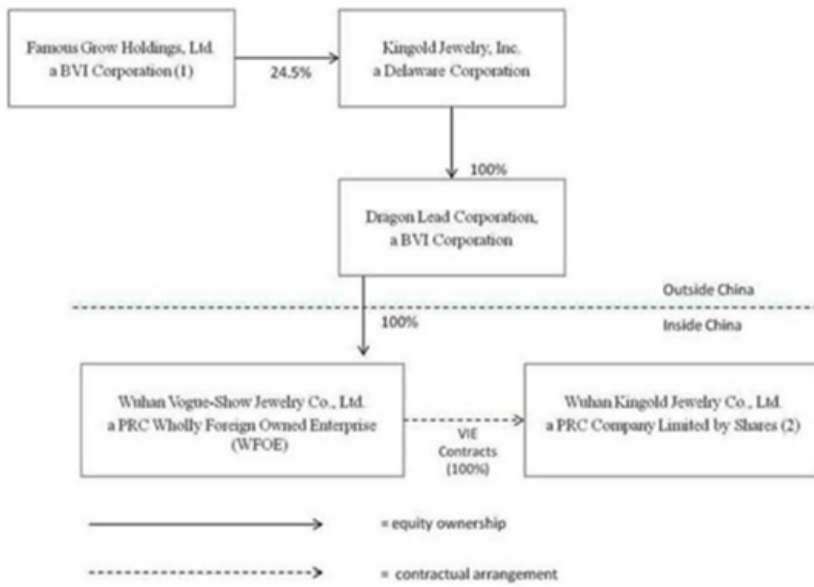 Famous Grow Holdings, Ltd.
a BVI Corporation (1)
24.5%
Kingold Jewelry, Inc.
a Delaware Corporation
100%
Dragon Lead Corporation,
a BVI Corporation
Outside China
100%
Inside China
Wuhan Vogue-Show Jewelry Co., Ltd.
a PRC Wholly Foreign Owned Enterprise
(WFOE)
VIE
Contracts
(100%)
Wuhan Kingold Jewelry Co., Ltd.
a PRC Company Limited by Shares (2)
= equity ownership
= contractual arrangement